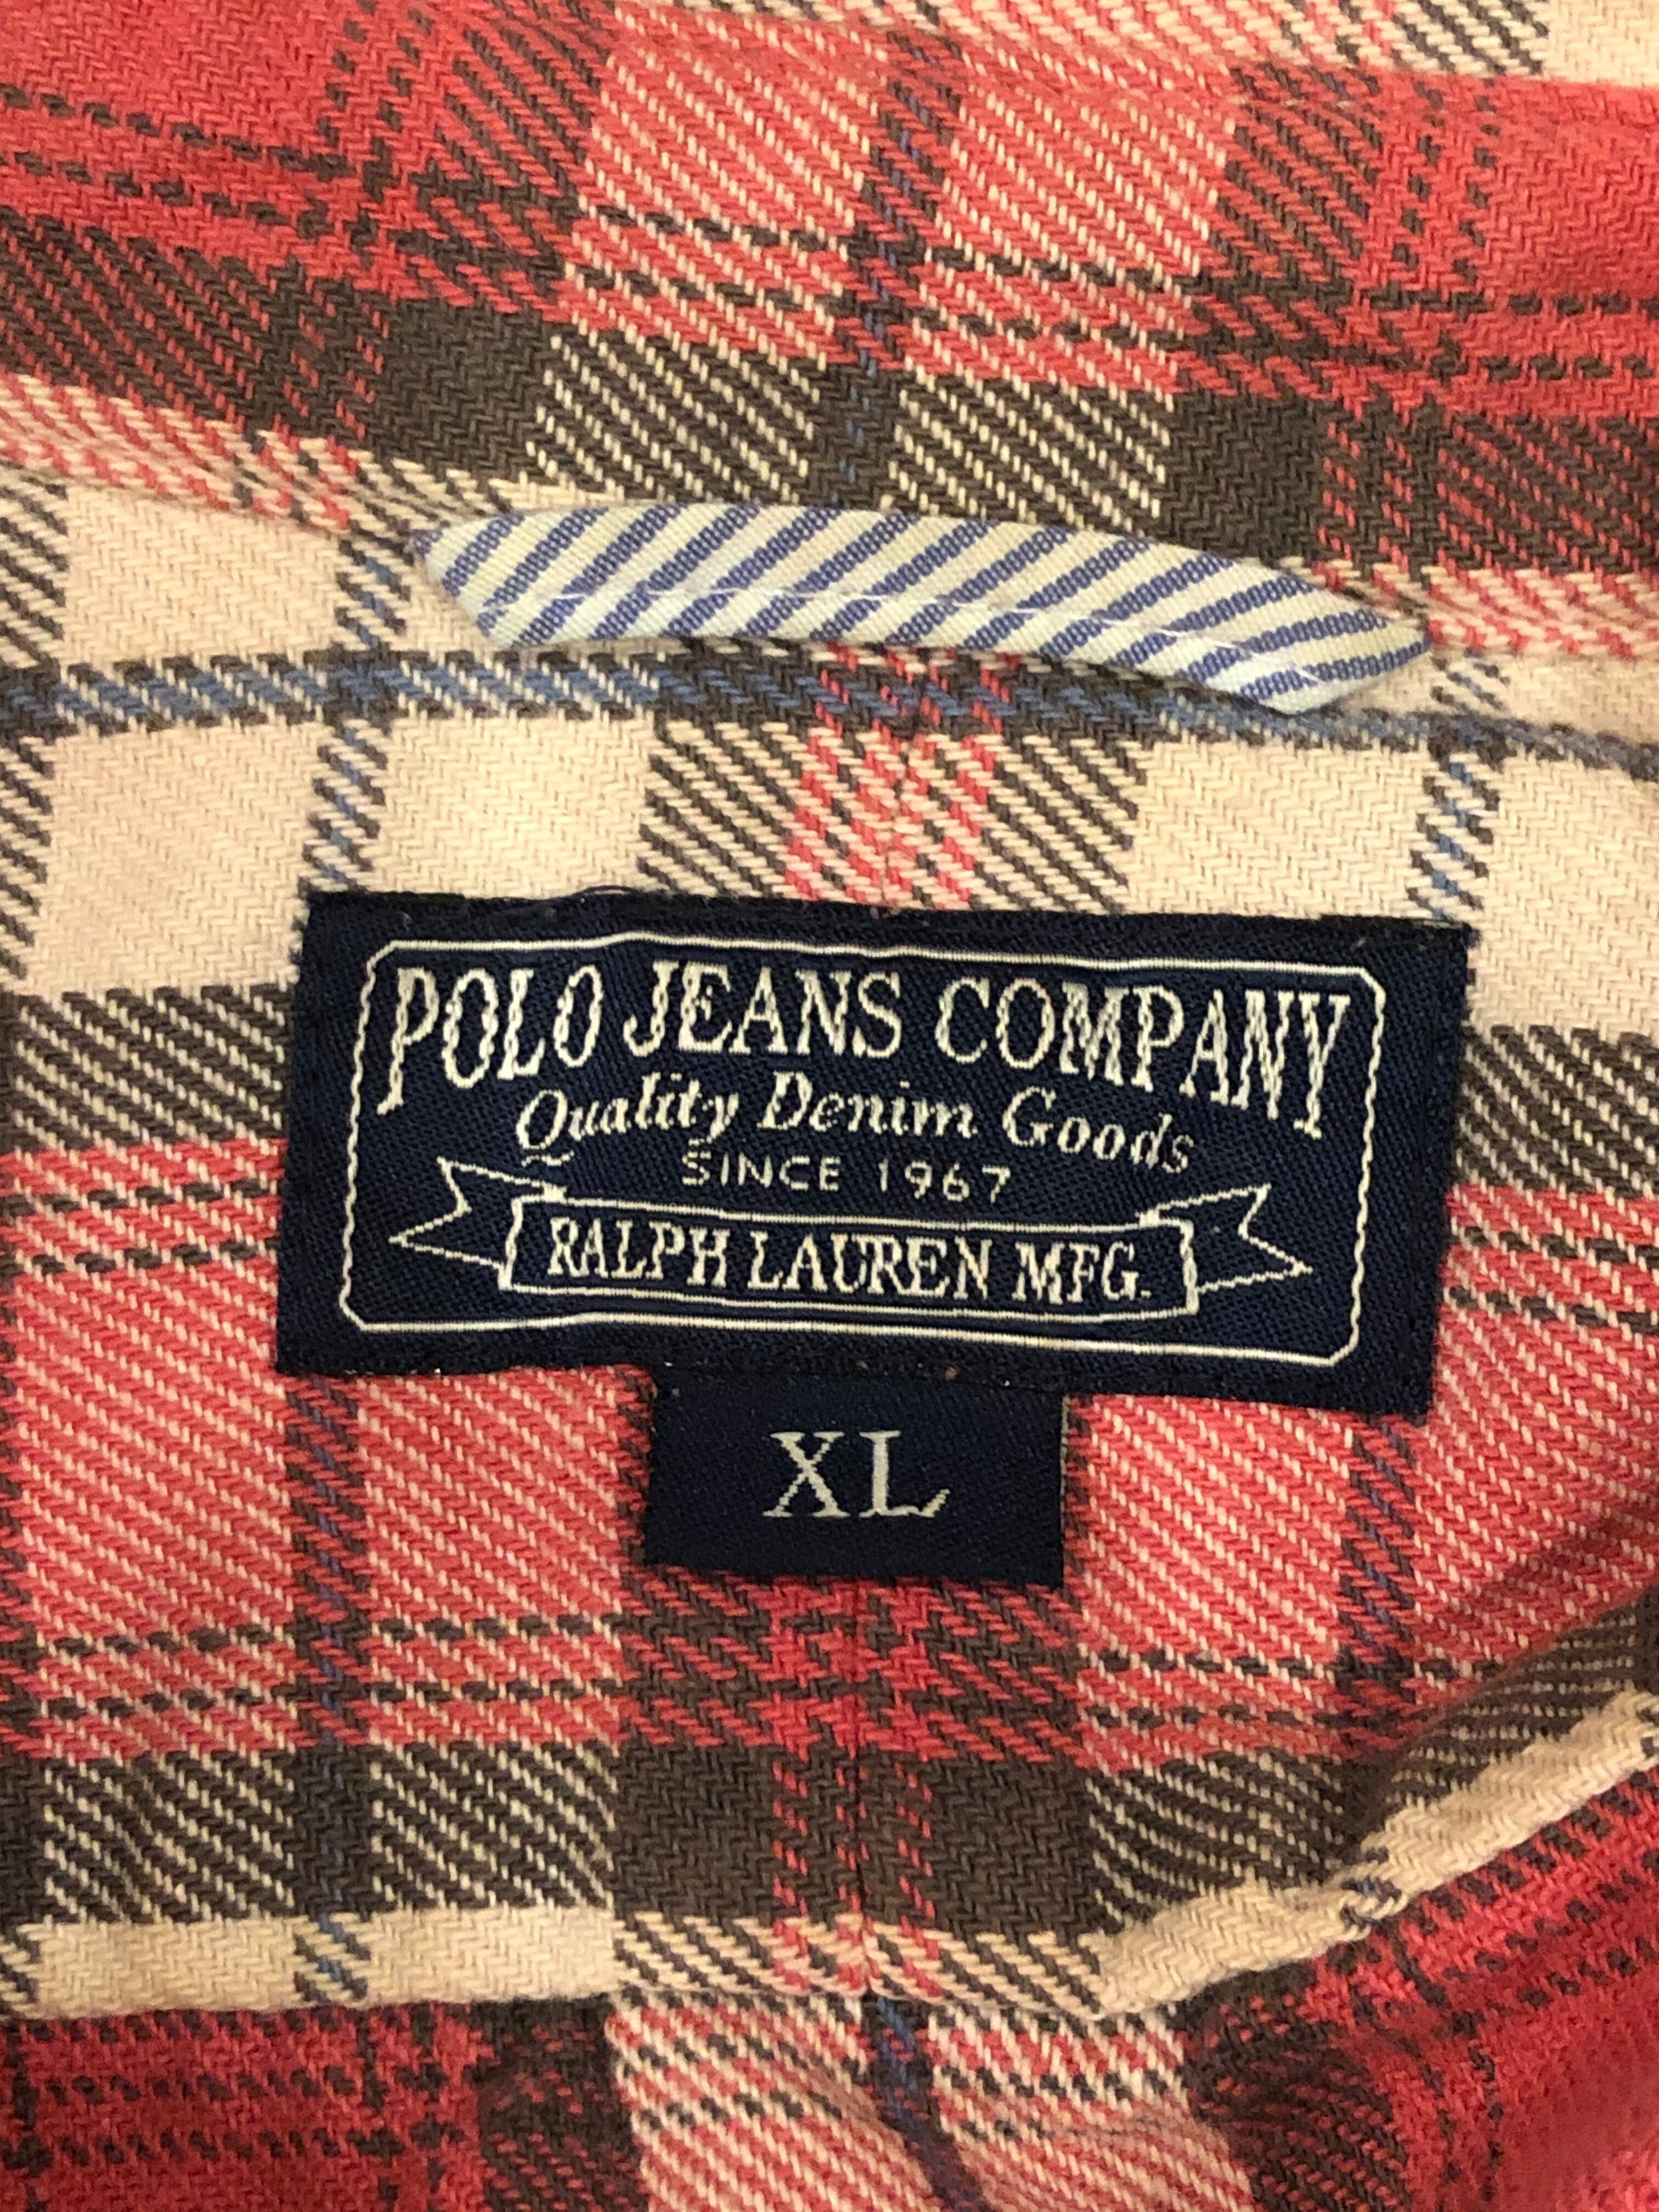 POLO JEANS COMPANY
Quality Denim Goods
SINCE 1967
RALPH LAUREN MFG.
XL